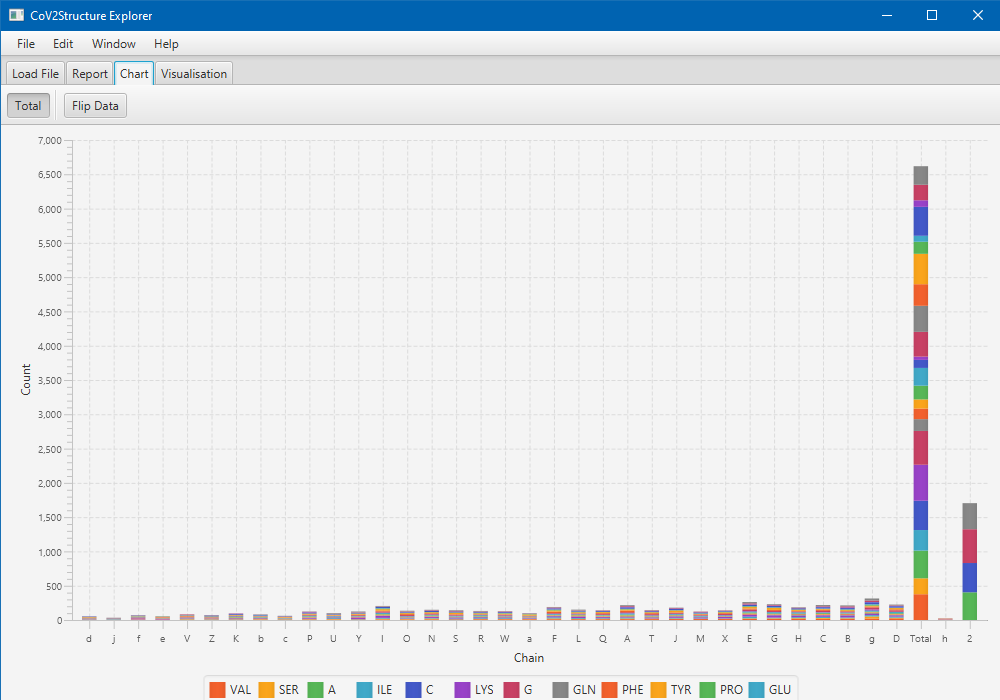 CoV2Structure Explorer
File Edit Window Help
Load File Report Chart Visualisation
Total Flip Data
7,000
6,500
6,000
5,500
5,000
4,500
4,000
3,500
3,000
2,500
2,000
1,500
1,000
500
0
Count
d j f e V Z K b c P U Y I O N S R W a F L Q A T J M X E G H C B g D Total h 2
Chain
VAL SER A ILE C LYS G GLN PHE TYR PRO GLU